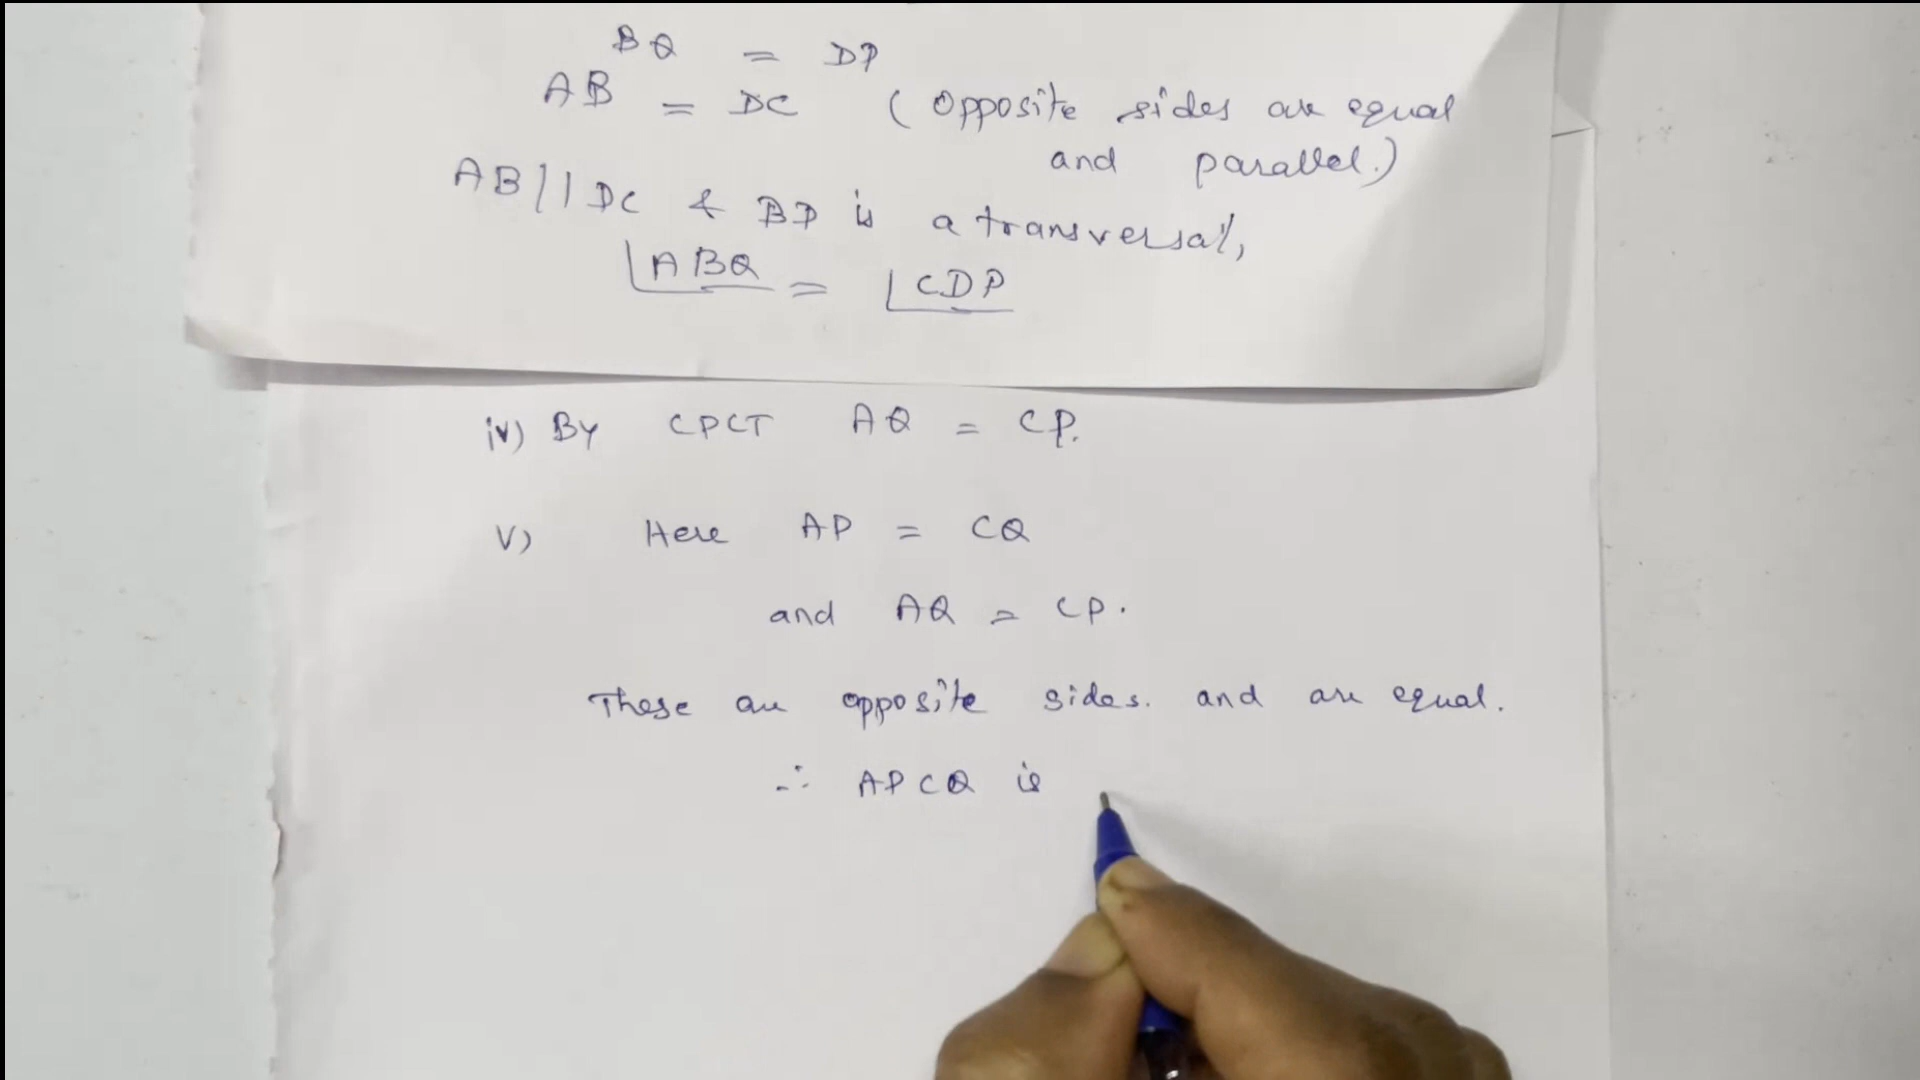 BQ = DP
AB = DC (opposite sides are equal
and parallel.)
AB || DC & BD is a transversal,
∠ABQ = ∠CDP
iv) By CPCT AQ = CP.
v) Here AP = CQ
and AQ = CP.
These are opposite sides. and are equal.
∴ APCQ is